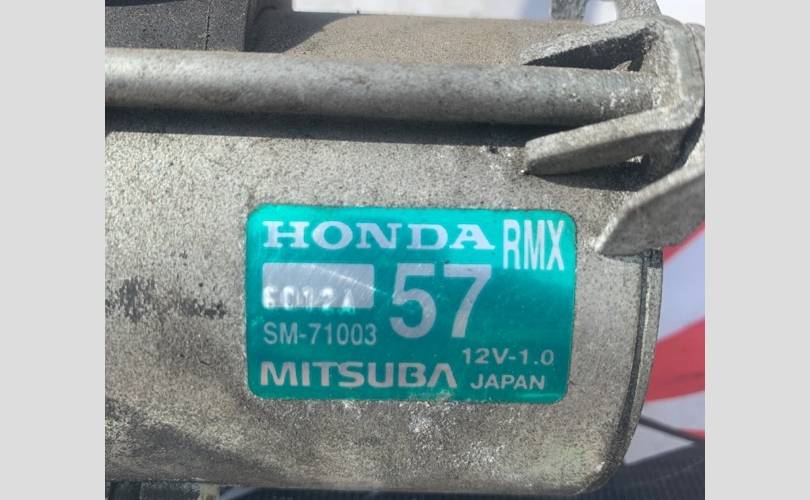 HONDA RMX
57
SM-71003
12V-1.0
MITSUBA JAPAN